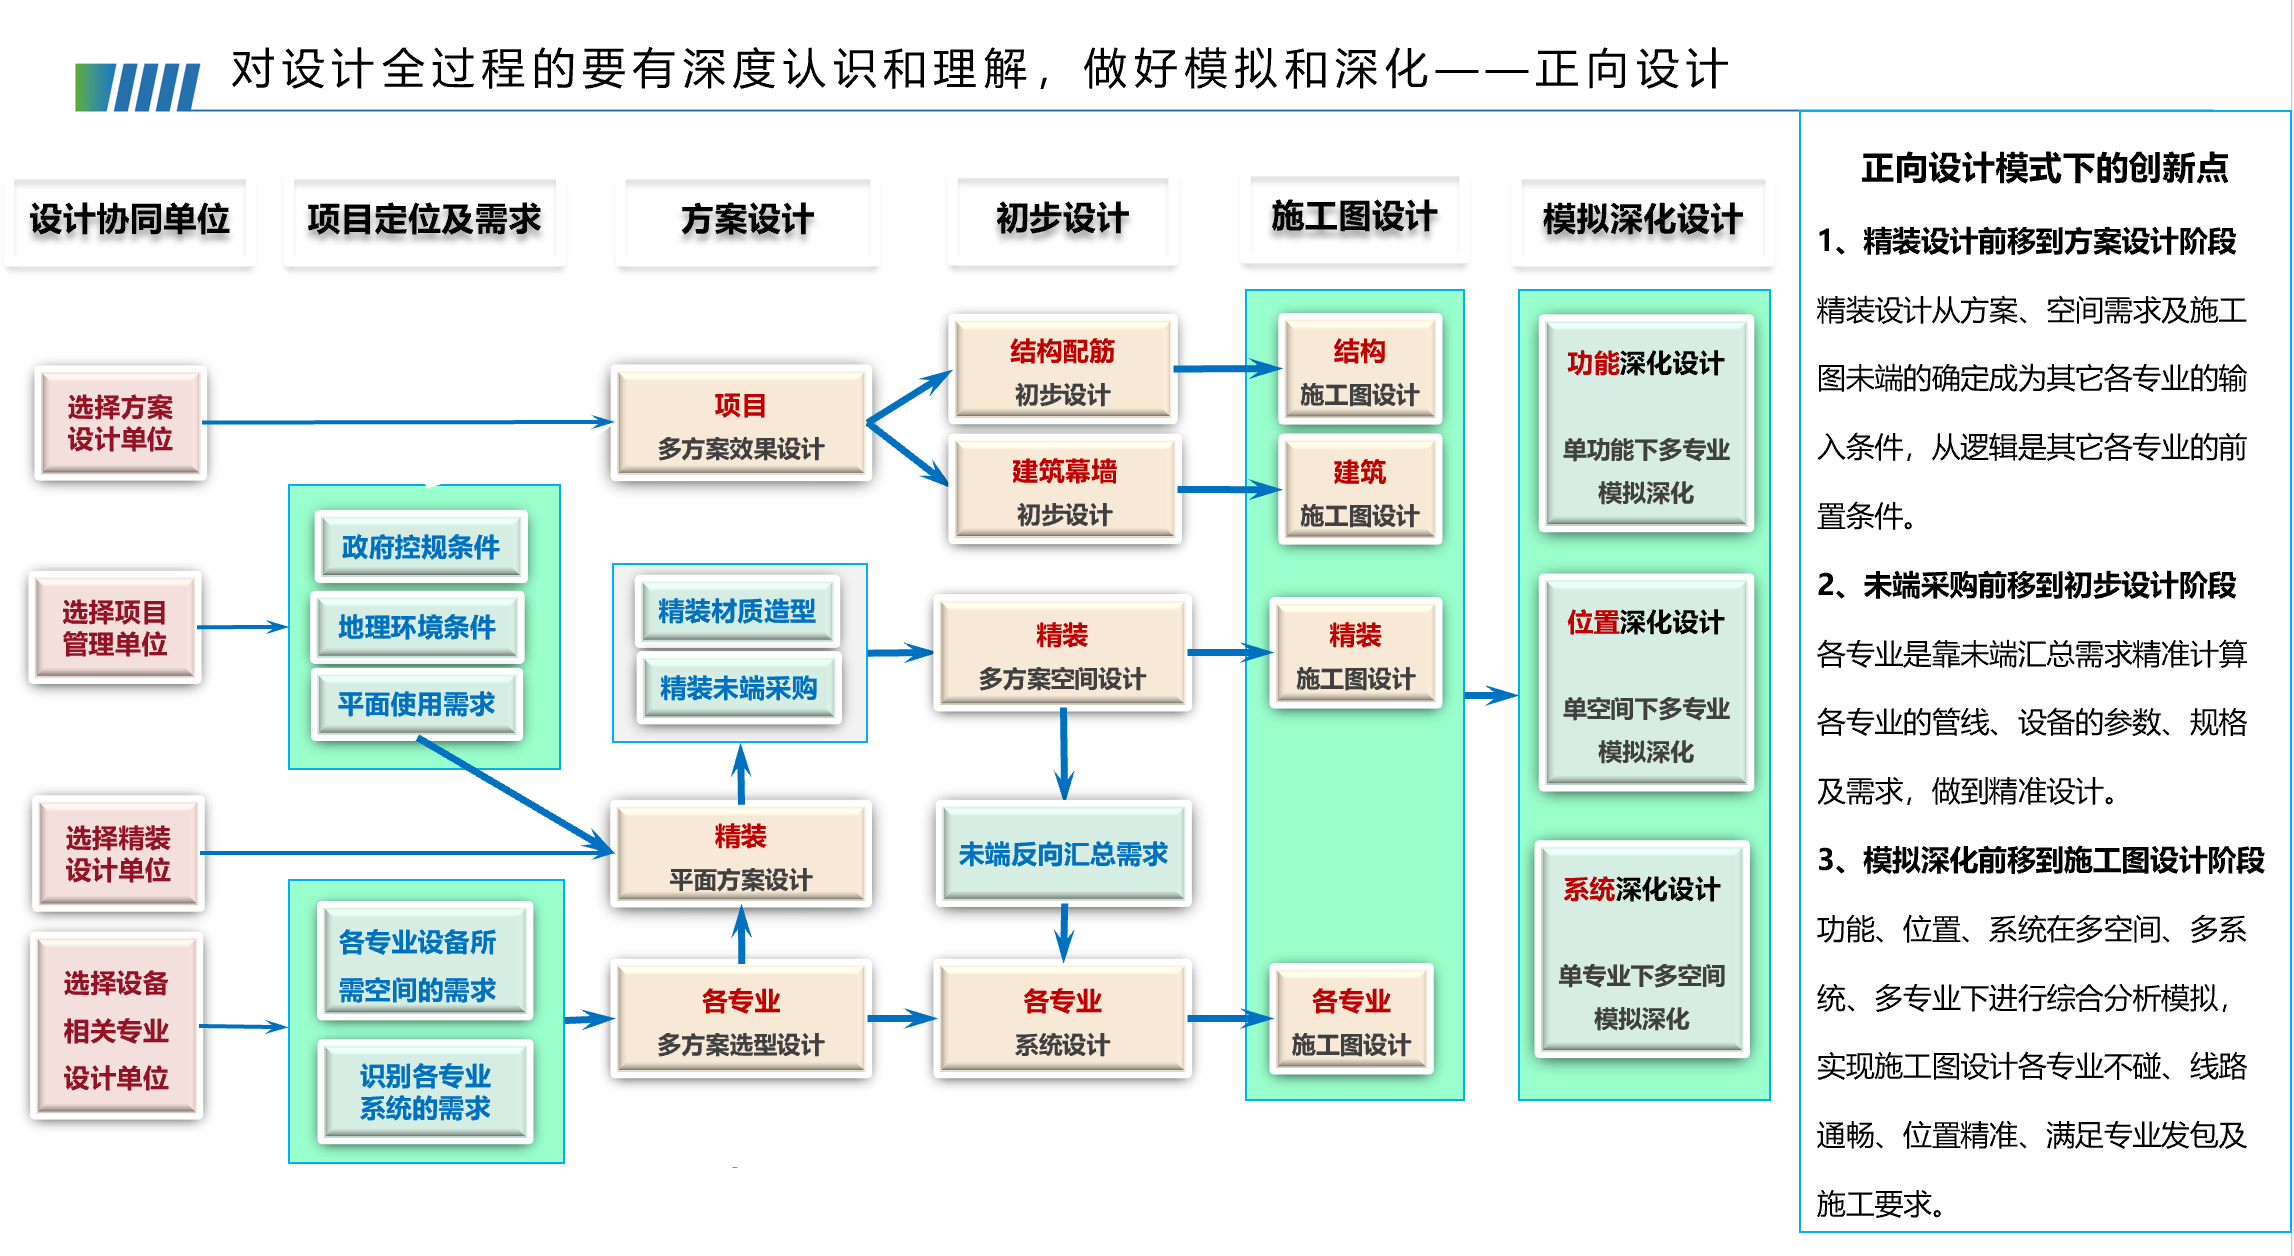 对设计全过程的要有深度认识和理解，做好模拟和深化——正向设计
设计协同单位
项目定位及需求
方案设计
初步设计
施工图设计
模拟深化设计
选择方案
设计单位
选择项目
管理单位
选择精装
设计单位
选择设备
相关专业
设计单位
政府控规条件
地理环境条件
平面使用需求
各专业设备所
需空间的需求
识别各专业
系统的需求
项目
多方案效果设计
精装材质造型
精装末端采购
精装
平面方案设计
各专业
多方案选型设计
结构配筋
初步设计
建筑幕墙
初步设计
精装
多方案空间设计
末端反向汇总需求
各专业
系统设计
结构
施工图设计
建筑
施工图设计
精装
施工图设计
各专业
施工图设计
功能深化设计
单功能下多专业
模拟深化
位置深化设计
单空间下多专业
模拟深化
系统深化设计
单专业下多空间
模拟深化
正向设计模式下的创新点
1、精装设计前移到方案设计阶段
精装设计从方案、空间需求及施工
图末端的确定成为其它各专业的输
入条件，从逻辑是其它各专业的前
置条件。
2、末端采购前移到初步设计阶段
各专业是靠末端汇总需求精准计算
各专业的管线、设备的参数、规格
及需求，做到精准设计。
3、模拟深化前移到施工图设计阶段
功能、位置、系统在多空间、多系
统、多专业下进行综合分析模拟，
实现施工图设计各专业不碰、线路
通畅、位置精准、满足专业发包及
施工要求。